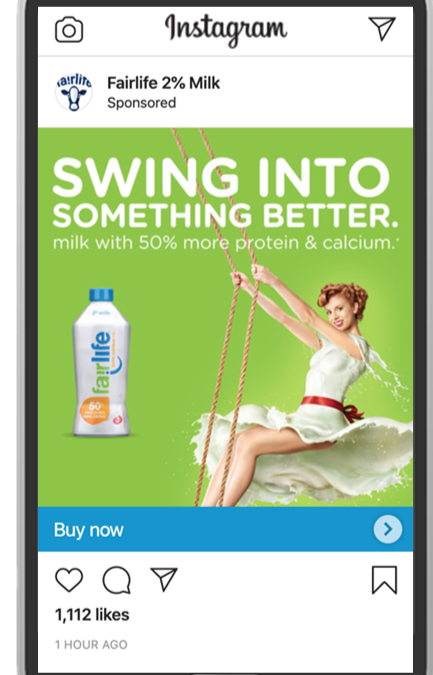 Instagram
fairlife
Fairlife 2% Milk
Sponsored
SWING INTO
SOMETHING BETTER.
milk with 50% more protein & calcium.*
fairlife
50%
Buy now
1,112 likes
1 HOUR AGO